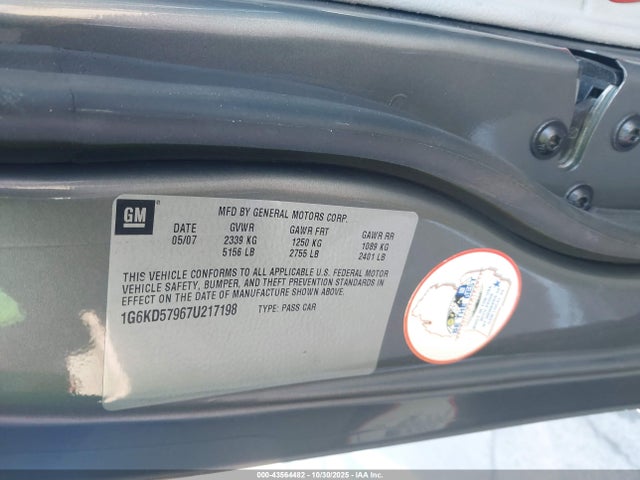 GM
MFD BY GENERAL MOTORS CORP.
DATE GVWR GAWR FRT GAWR RR
05/07 2339 KG 1250 KG 1089 KG
5156 LB 2755 LB 2401 LB
THIS VEHICLE CONFORMS TO ALL APPLICABLE U.S. FEDERAL MOTOR
VEHICLE SAFETY, BUMPER, AND THEFT PREVENTION STANDARDS IN
EFFECT ON THE DATE OF MANUFACTURE SHOWN ABOVE.
1G6KD57967U217198 TYPE: PASS CAR
000-43564482 - 10/30/2025 - IAA Inc.